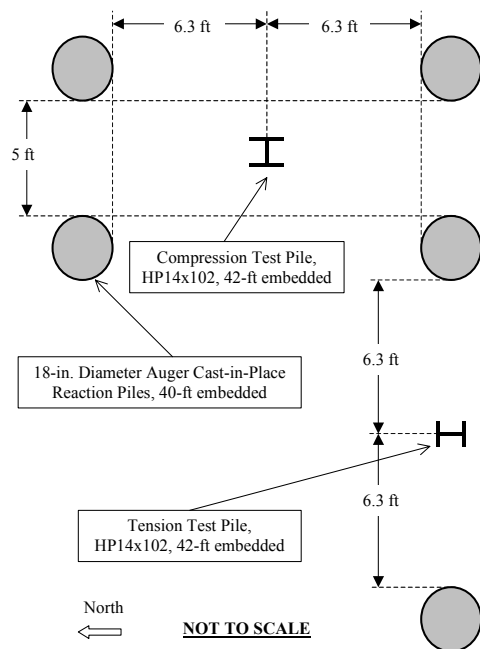 6.3 ft
6.3 ft
5 ft
Compression Test Pile,
HP14x102, 42-ft embedded
18-in. Diameter Auger Cast-in-Place
Reaction Piles, 40-ft embedded
6.3 ft
6.3 ft
Tension Test Pile,
HP14x102, 42-ft embedded
North
NOT TO SCALE